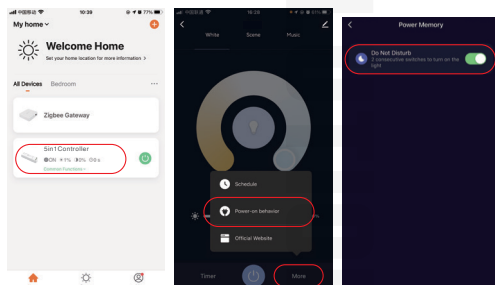 中国移动
10:39
77%
My home
Welcome Home
Set your home location for more information >
All Devices
Bedroom
Zigbee Gateway
5in1Controller
ON
1%
0%
0 s
Common Functions
10:39
White
Scene
Music
Schedule
Power-on behavior
Official Website
Timer
More
Power Memory
Do Not Disturb
2 consecutive switches to turn on the
light